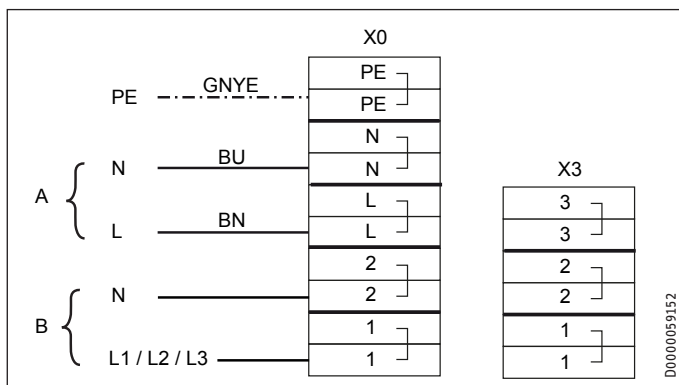 X0
PE
PE GNYE PE
N
N BU N
X3
A
L 3
L BN L 3
2 2
N 2 2
B
1 1
L1 / L2 / L3 1 1
D0000059152